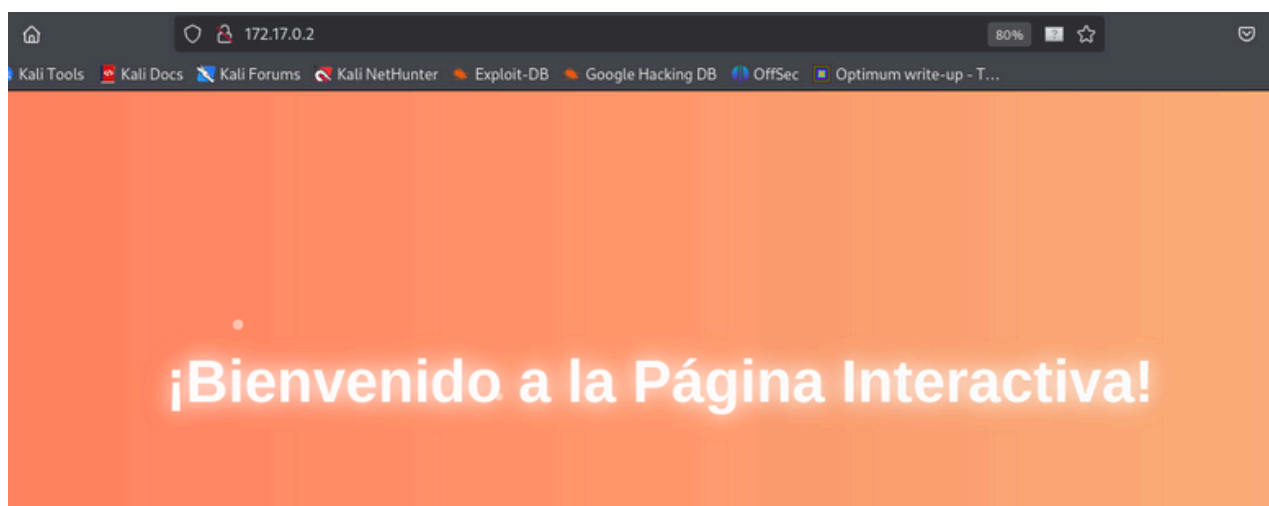 172.17.0.2 80%
Kali Tools Kali Docs Kali Forums Kali NetHunter Exploit-DB Google Hacking DB OffSec Optimum write-up - T...
¡Bienvenido a la Página Interactiva!